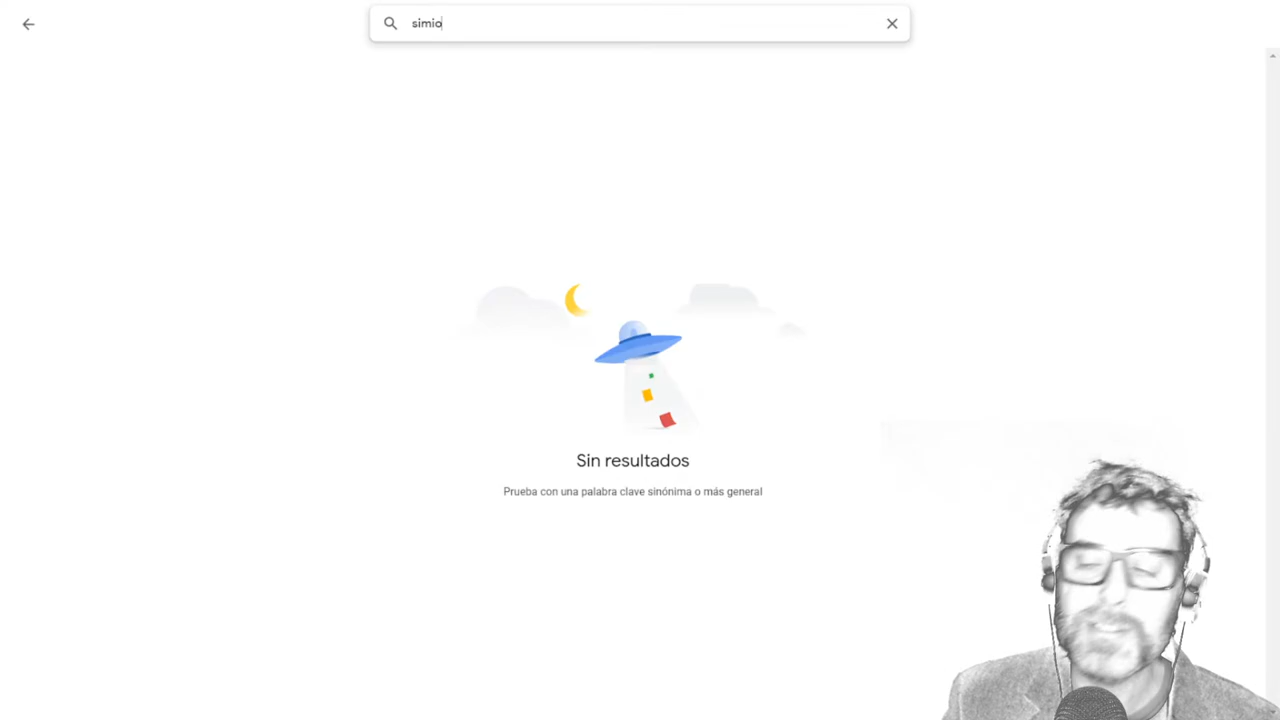 simio
Sin resultados
Prueba con una palabra clave sinónima o más general